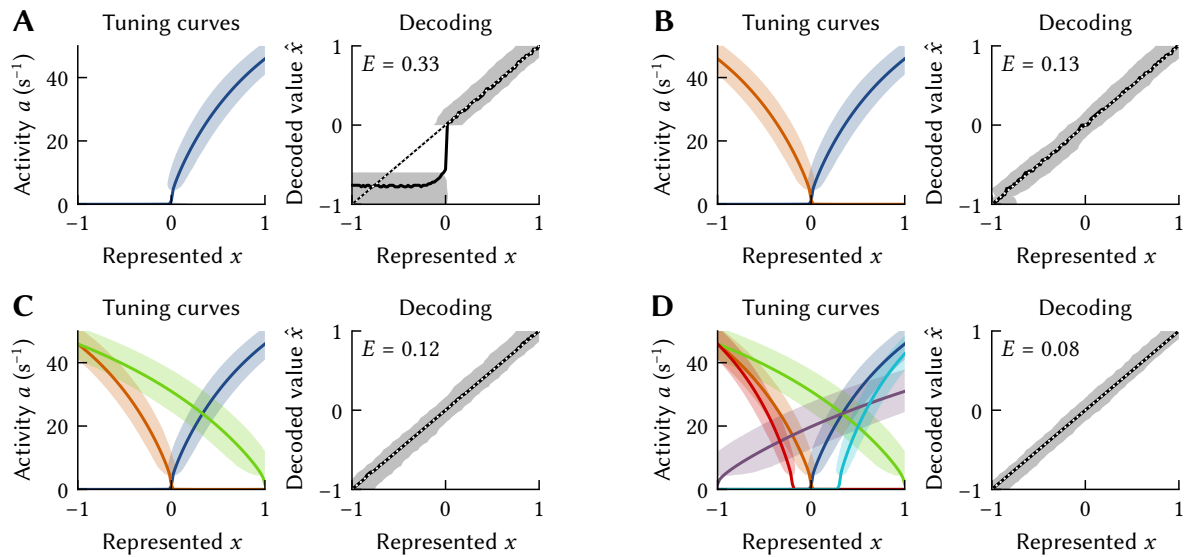 A
Tuning curves
Activity a (s⁻¹)
40
20
0
−1
0
1
Represented x
Decoding
Decoded value x̂
E = 0.33
1
0
−1
−1
0
1
Represented x
B
Tuning curves
Activity a (s⁻¹)
40
20
0
−1
0
1
Represented x
Decoding
Decoded value x̂
E = 0.13
1
0
−1
−1
0
1
Represented x
C
Tuning curves
Activity a (s⁻¹)
40
20
0
−1
0
1
Represented x
Decoding
Decoded value x̂
E = 0.12
1
0
−1
−1
0
1
Represented x
D
Tuning curves
Activity a (s⁻¹)
40
20
0
−1
0
1
Represented x
Decoding
Decoded value x̂
E = 0.08
1
0
−1
−1
0
1
Represented x